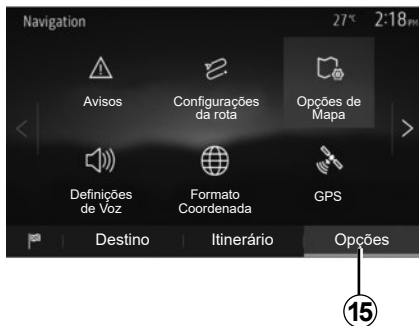 Navigation 27°c 2:18PM
Avisos
Configurações
da rota
Opções de
Mapa
Definições
de Voz
Formato
Coordenada
GPS
Destino Itinerário Opções
15